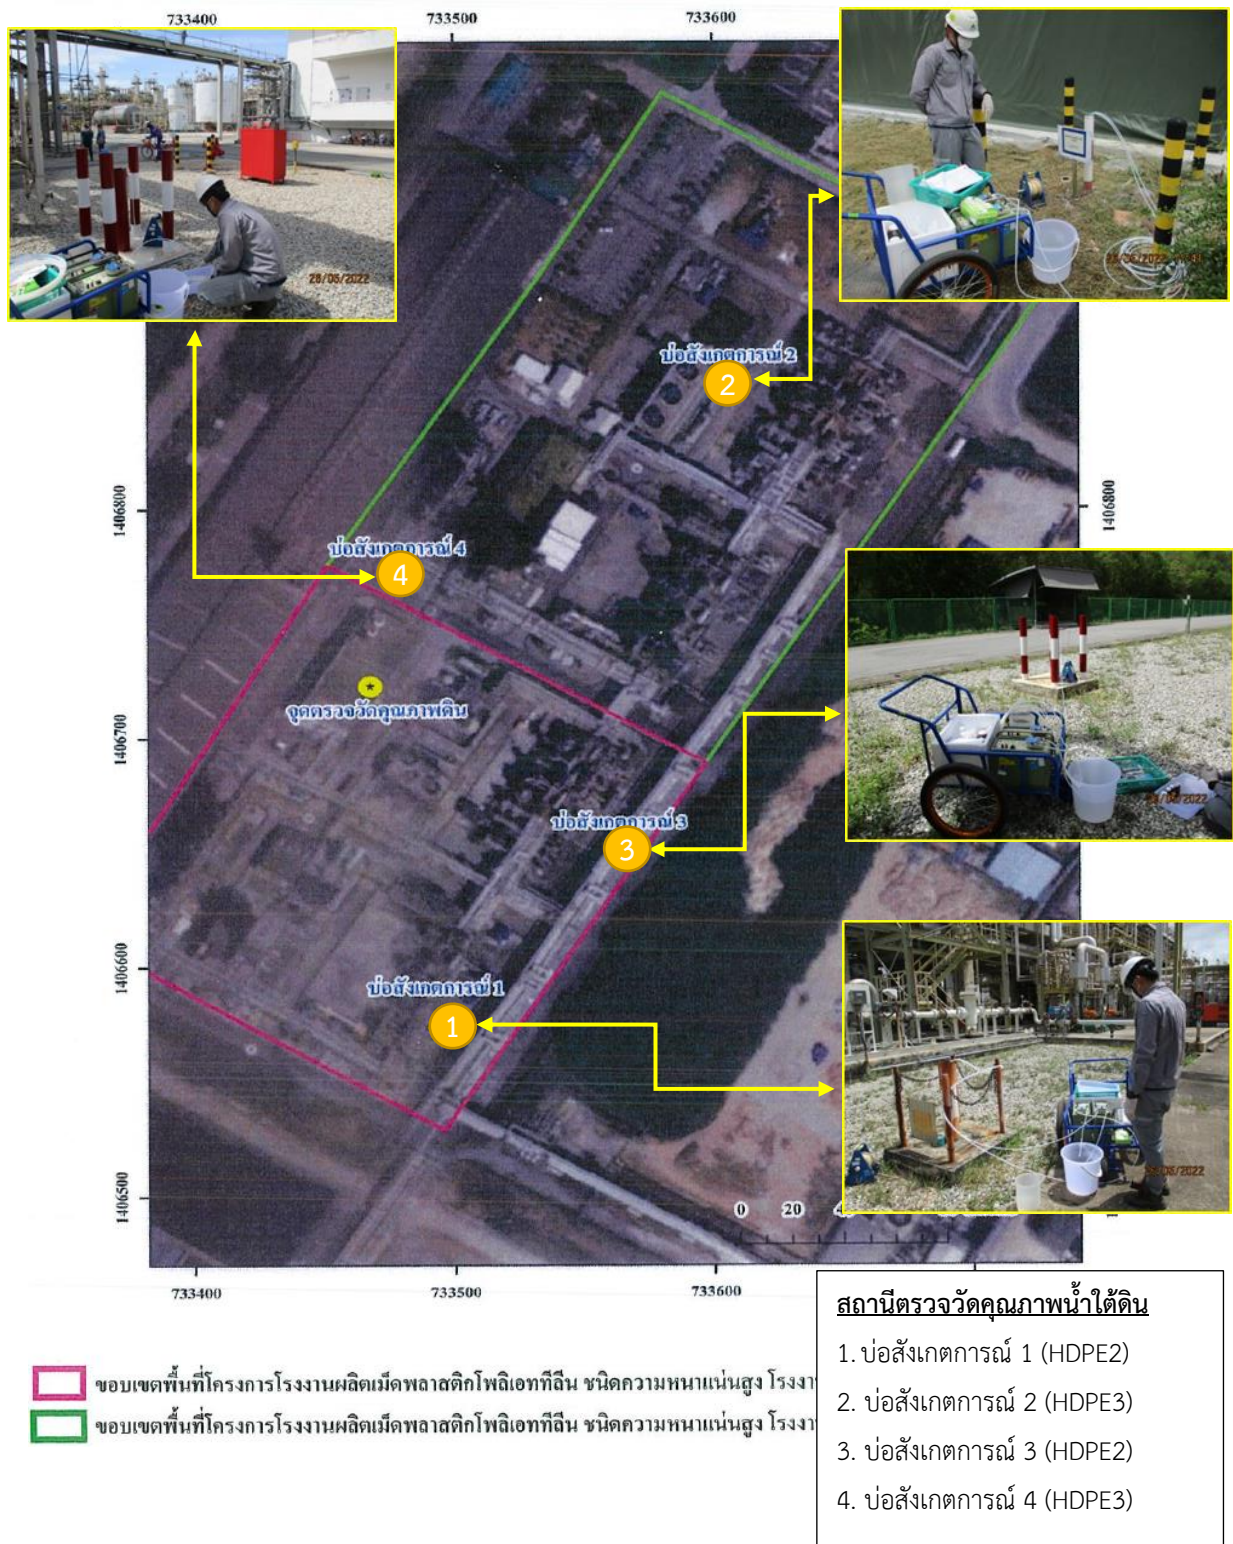 733400
733500
733600
26/05/2022
บ่อสังเกตการณ์ 2
2
1406800
1406800
บ่อสังเกตการณ์ 4
4
จุดตรวจวัดคุณภาพดิน
1406700
บ่อสังเกตการณ์ 3
3
1406600
บ่อสังเกตการณ์ 1
1
1406500
0 20
733400
733500
733600
สถานีตรวจวัดคุณภาพน้ำใต้ดิน
1. บ่อสังเกตการณ์ 1 (HDPE2)
2. บ่อสังเกตการณ์ 2 (HDPE3)
3. บ่อสังเกตการณ์ 3 (HDPE2)
4. บ่อสังเกตการณ์ 4 (HDPE3)
ขอบเขตพื้นที่โครงการโรงงานผลิตเม็ดพลาสติกโพลิเอททีลีน ชนิดความหนาแน่นสูง
ขอบเขตพื้นที่โครงการโรงงานผลิตเม็ดพลาสติกโพลิเอททีลีน ชนิดความหนาแน่นสูง